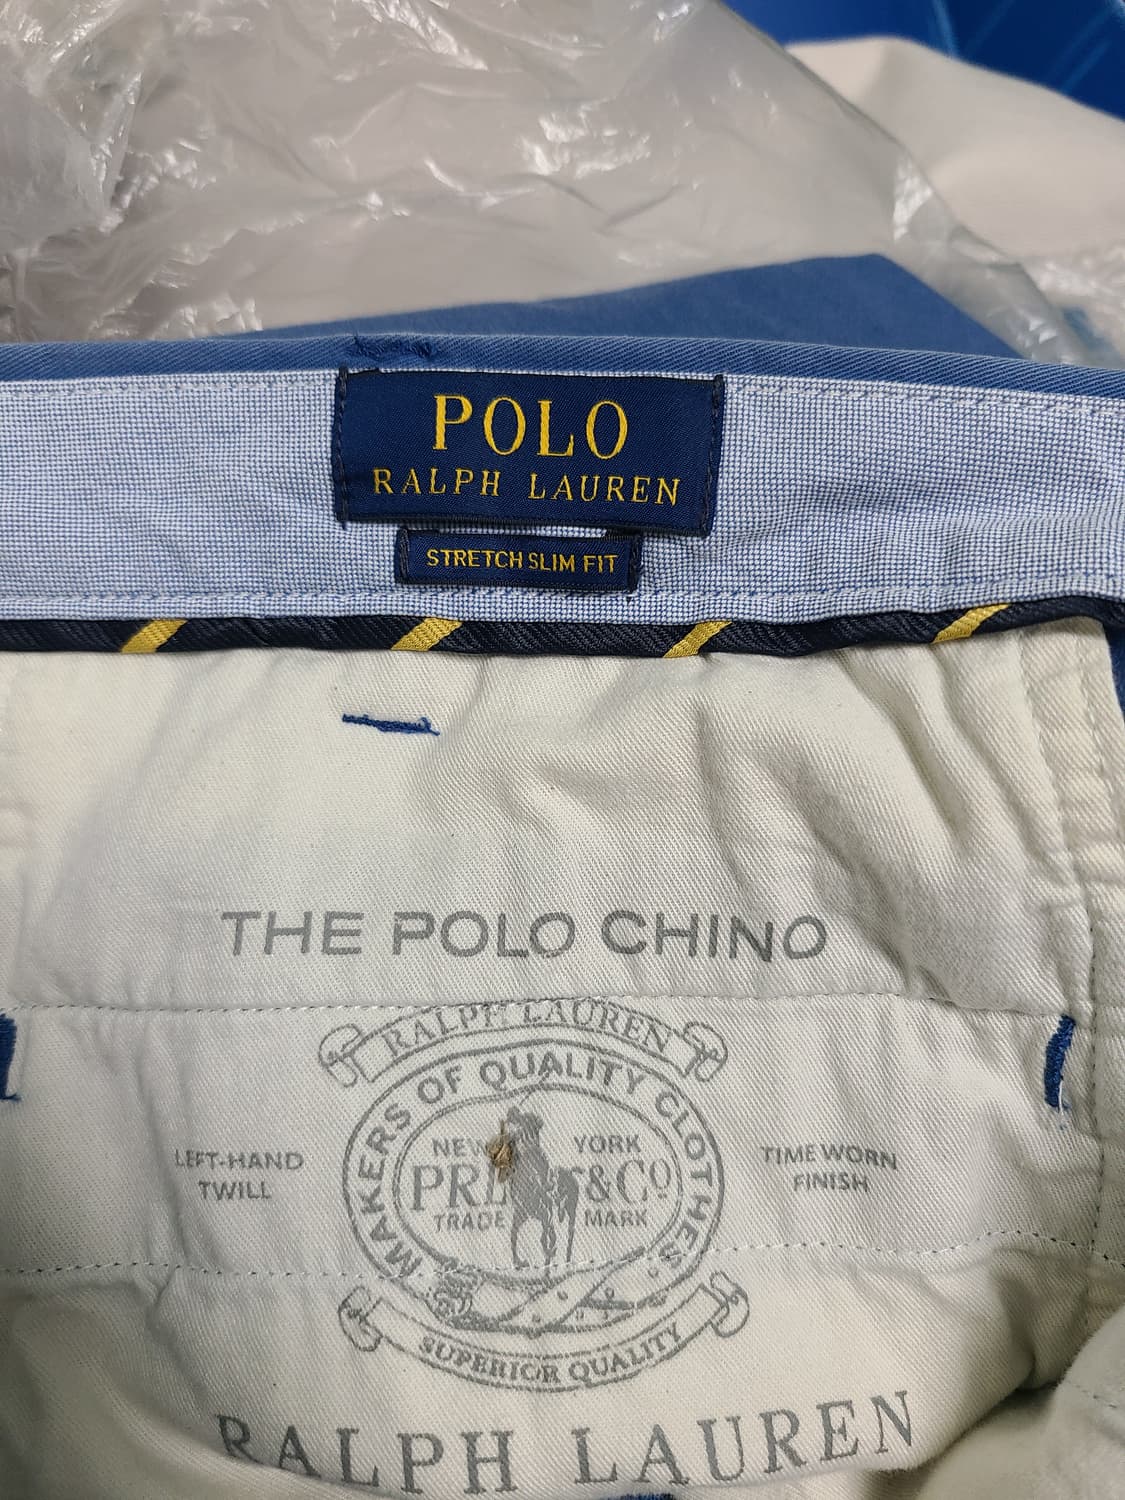 POLO
RALPH LAUREN
STRETCH SLIM FIT
THE POLO CHINO
RALPH LAUREN
MAKERS OF QUALITY CLOTHES
NEW YORK
PRL &Co
TRADE MARK
LEFT-HAND
TWILL
TIME WORN
FINISH
SUPERIOR QUALITY
RALPH LAUREN